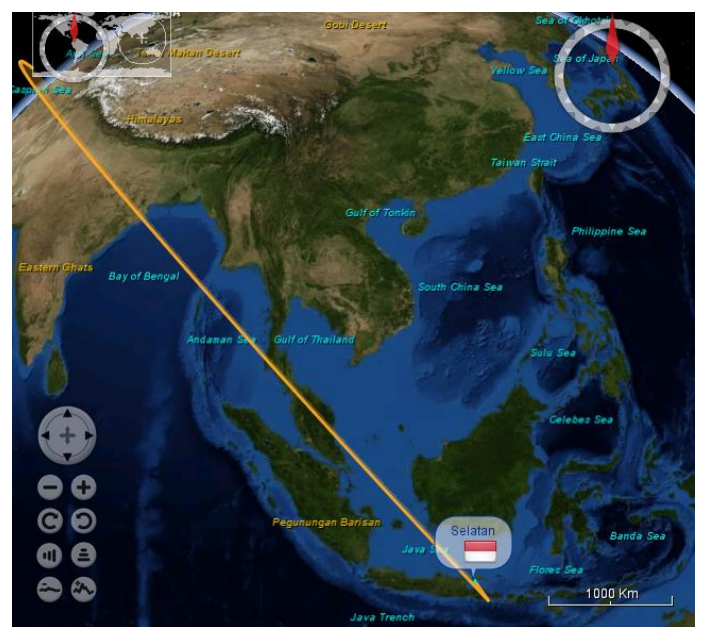 Gobi Desert
Sea of Okhotsk
Makan Desert
Sea of Japan
Yellow Sea
Caspian Sea
Himalayas
East China Sea
Taiwan Strait
Gulf of Tonkin
Philippine Sea
Eastern Ghats
Bay of Bengal
South China Sea
Andaman Sea
Gulf of Thailand
Sulu Sea
Celebes Sea
Pegunungan Barisan
Selatan
Banda Sea
Java Sea
Flores Sea
1000 Km
Java Trench